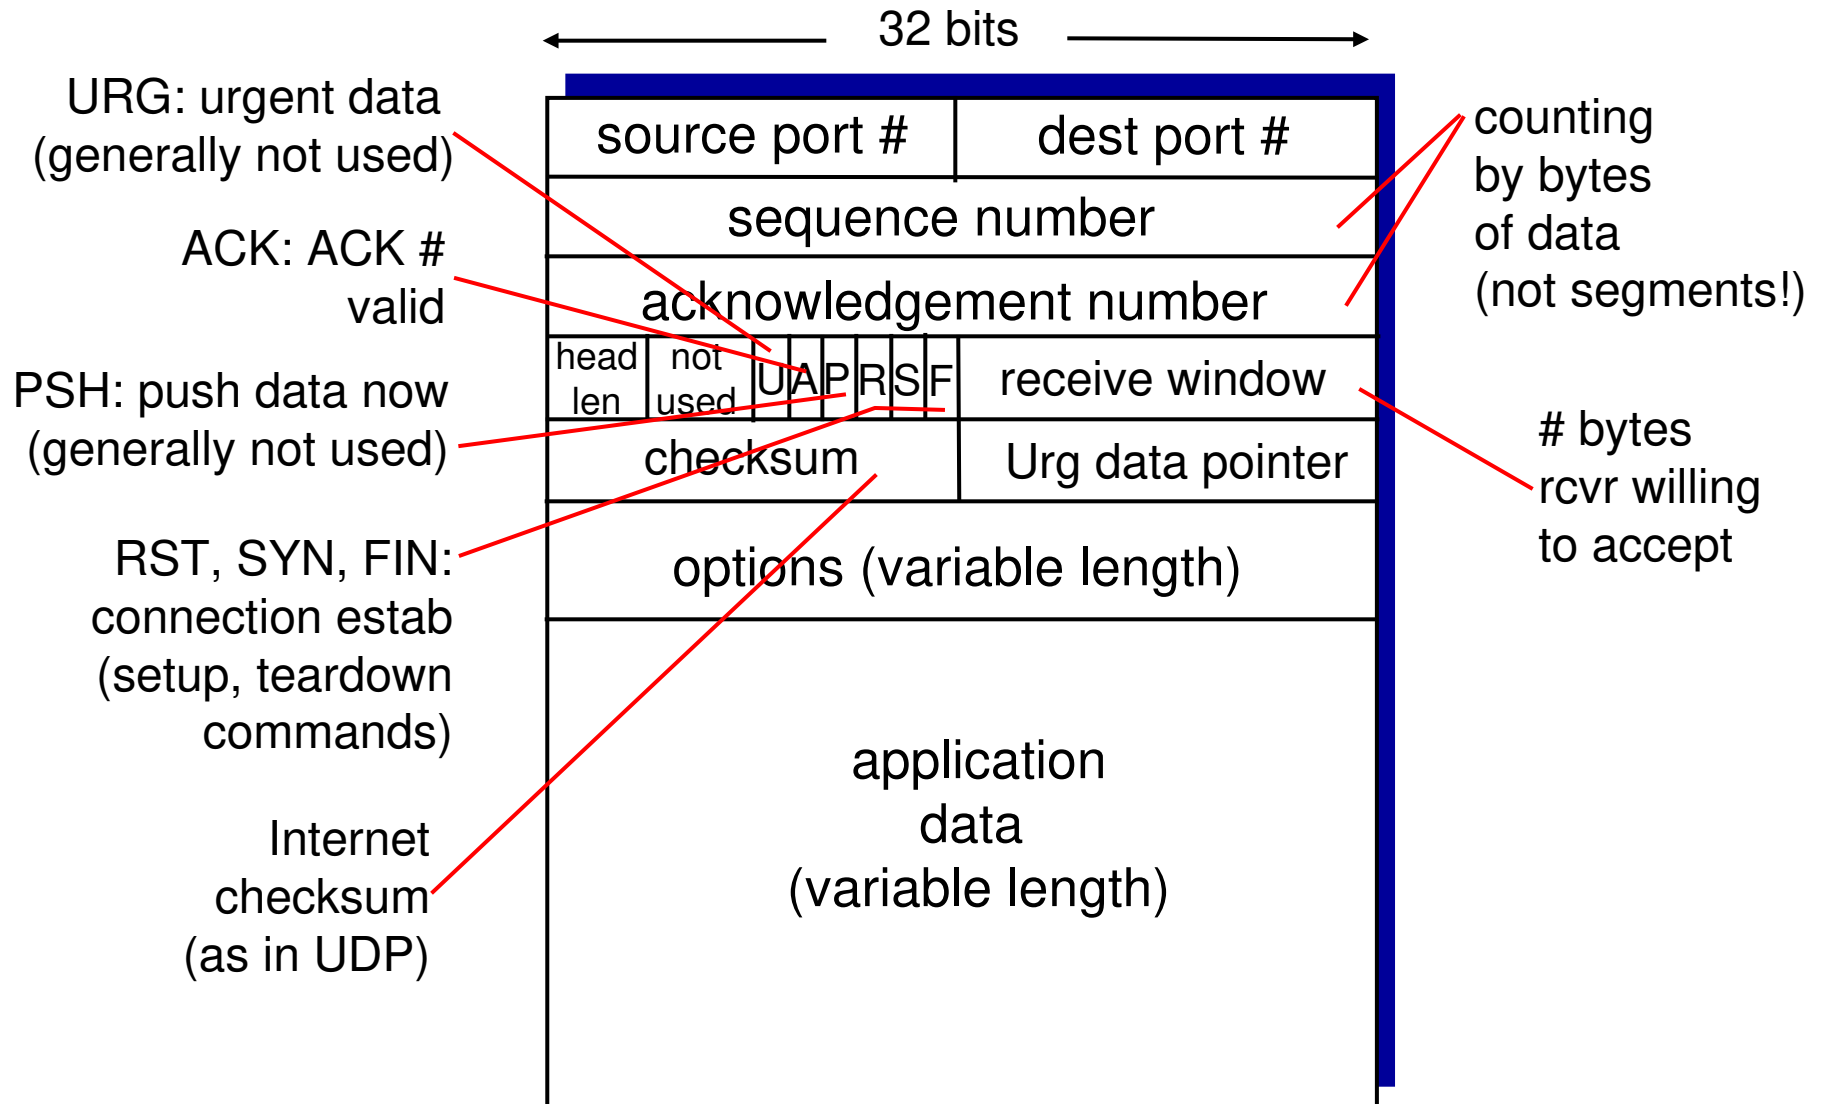 32 bits
URG: urgent data
(generally not used)
ACK: ACK #
valid
PSH: push data now
(generally not used)
RST, SYN, FIN:
connection estab
(setup, teardown
commands)
Internet
checksum
(as in UDP)
source port # dest port #
sequence number
acknowledgement number
head
len
not
used
U A P R S F
receive window
checksum Urg data pointer
options (variable length)
application
data
(variable length)
counting
by bytes
of data
(not segments!)
# bytes
rcvr willing
to accept